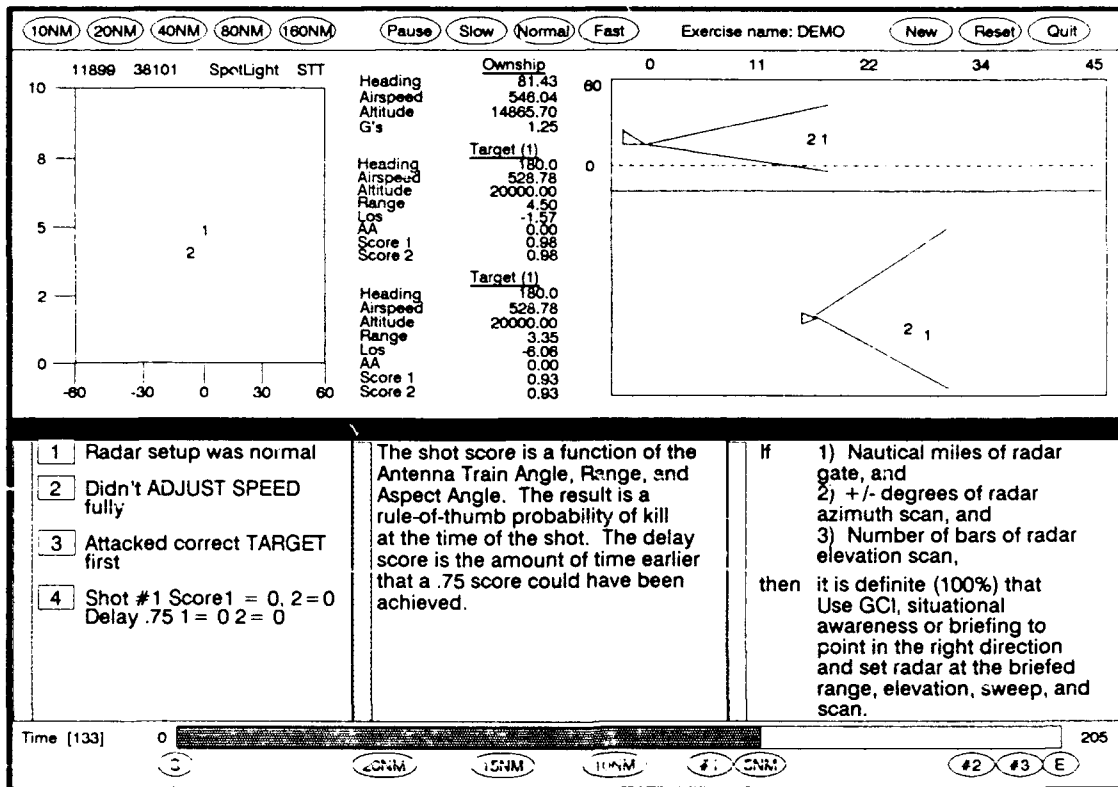 10NM 20NM 40NM 80NM 160NM Pause Slow Normal Fast Exercise name: DEMO New Reset Quit
11899 38101 SpotLight STT
10
8
5
2
0
-60 -30 0 30 60
1
2
Ownship
Heading 81.43
Airspeed 546.04
Altitude 14865.70
G's 1.25
Target (1)
Heading 180.0
Airspeed 528.78
Altitude 20000.00
Range 4.50
Los -1.57
AA 0.00
Score 1 0.98
Score 2 0.98
Target (1)
Heading 180.0
Airspeed 528.78
Altitude 20000.00
Range 3.35
Los -6.06
AA 0.00
Score 1 0.93
Score 2 0.93
0 11 22 34 45
60
0
2 1
2 1
1 Radar setup was normal
2 Didn't ADJUST SPEED
fully
3 Attacked correct TARGET
first
4 Shot #1 Score1 = 0, 2=0
Delay .75 1= 0 2= 0
The shot score is a function of the
Antenna Train Angle, Range, and
Aspect Angle. The result is a
rule-of-thumb probability of kill
at the time of the shot. The delay
score is the amount of time earlier
that a .75 score could have been
achieved.
If 1) Nautical miles of radar
gate, and
2) +/- degrees of radar
azimuth scan, and
3) Number of bars of radar
elevation scan,
then it is definite (100%) that
Use GCI, situational
awareness or briefing to
point in the right direction
and set radar at the briefed
range, elevation, sweep, and
scan.
Time [133] 0 205
S 20NM 15NM 10NM #1 5NM #2 #3 E